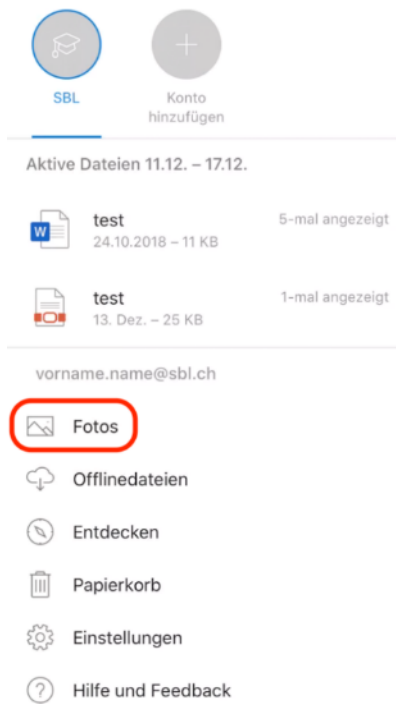 SBL
Konto
hinzufügen
Aktive Dateien 11.12. – 17.12.
W
test
5-mal angezeigt
24.10.2018 – 11 KB
test
1-mal angezeigt
13. Dez. – 25 KB
vorname.name@sbl.ch
Fotos
Offlinedateien
Entdecken
Papierkorb
Einstellungen
Hilfe und Feedback